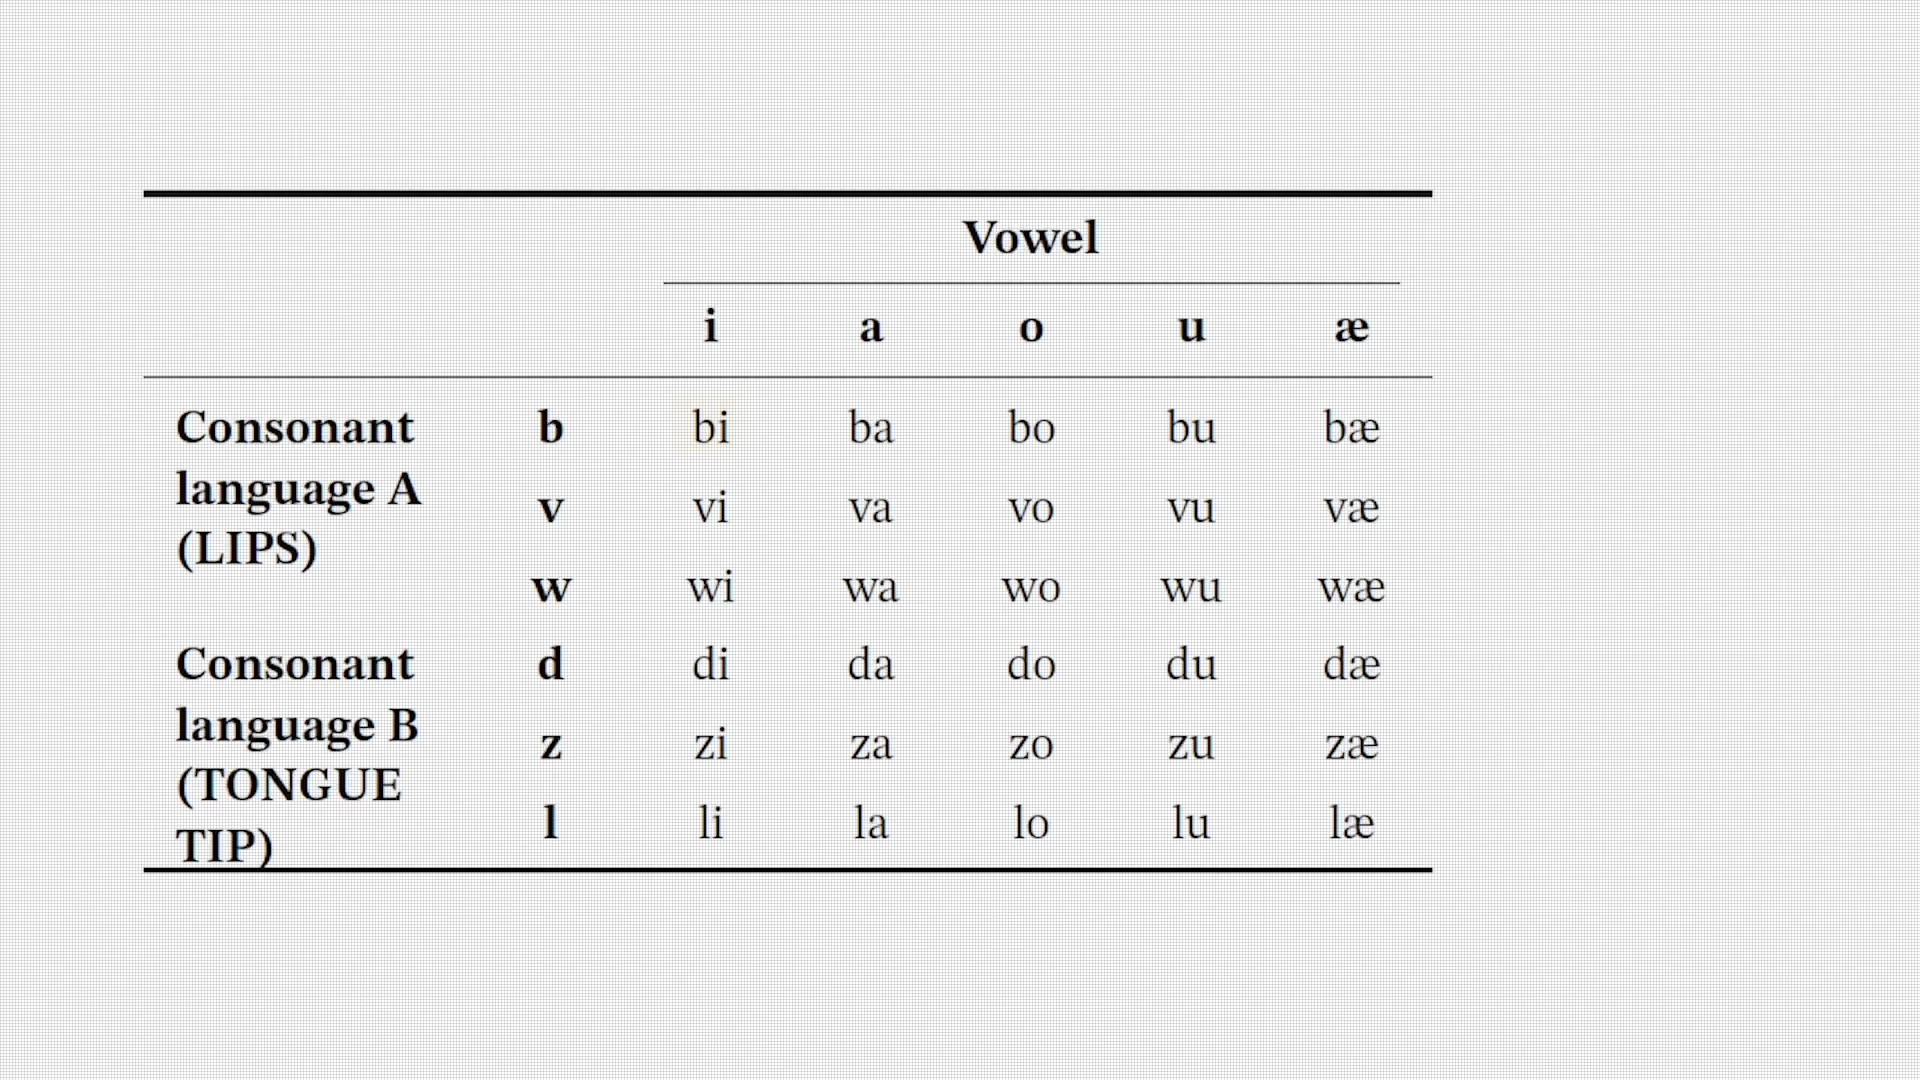 Vowel
i a o u æ
Consonant language A (LIPS) b bi ba bo bu bæ
v vi va vo vu væ
w wi wa wo wu wæ
Consonant language B (TONGUE TIP) d di da do du dæ
z zi za zo zu zæ
l li la lo lu læ